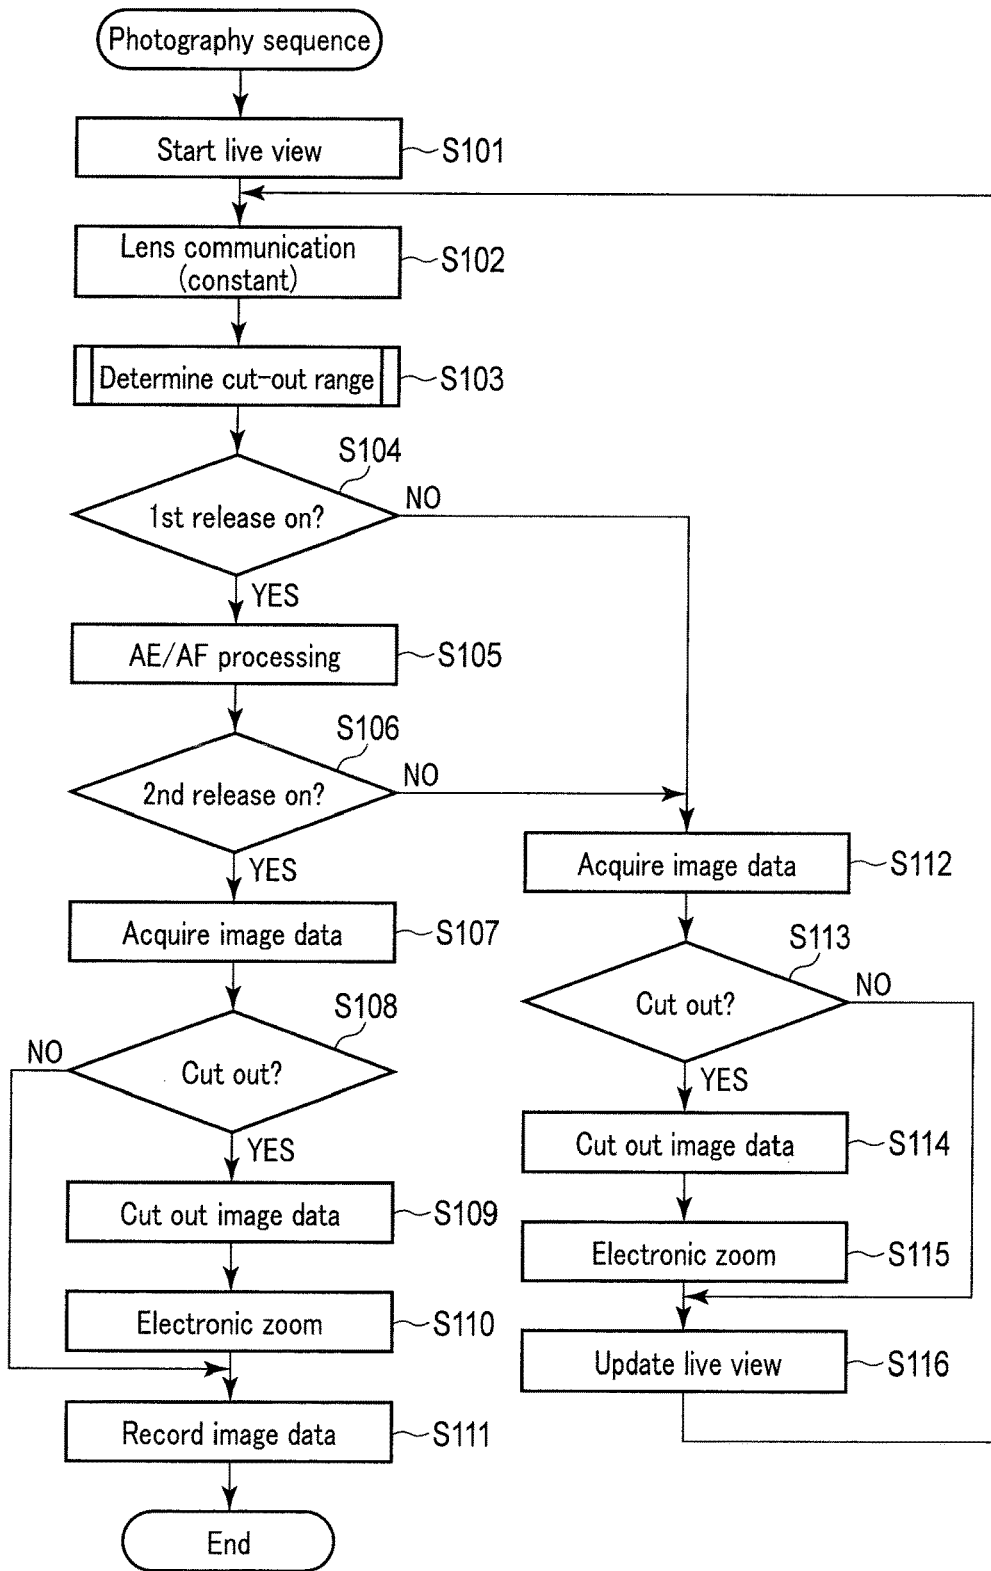 Photography sequence
Start live view
S101
Lens communication
(constant)
S102
Determine cut-out range
S103
S104
1st release on?
NO
YES
AE/AF processing
S105
S106
2nd release on?
NO
YES
Acquire image data
S107
S108
NO
Cut out?
YES
Cut out image data
S109
Electronic zoom
S110
Record image data
S111
End
Acquire image data
S112
S113
Cut out?
NO
YES
Cut out image data
S114
Electronic zoom
S115
Update live view
S116